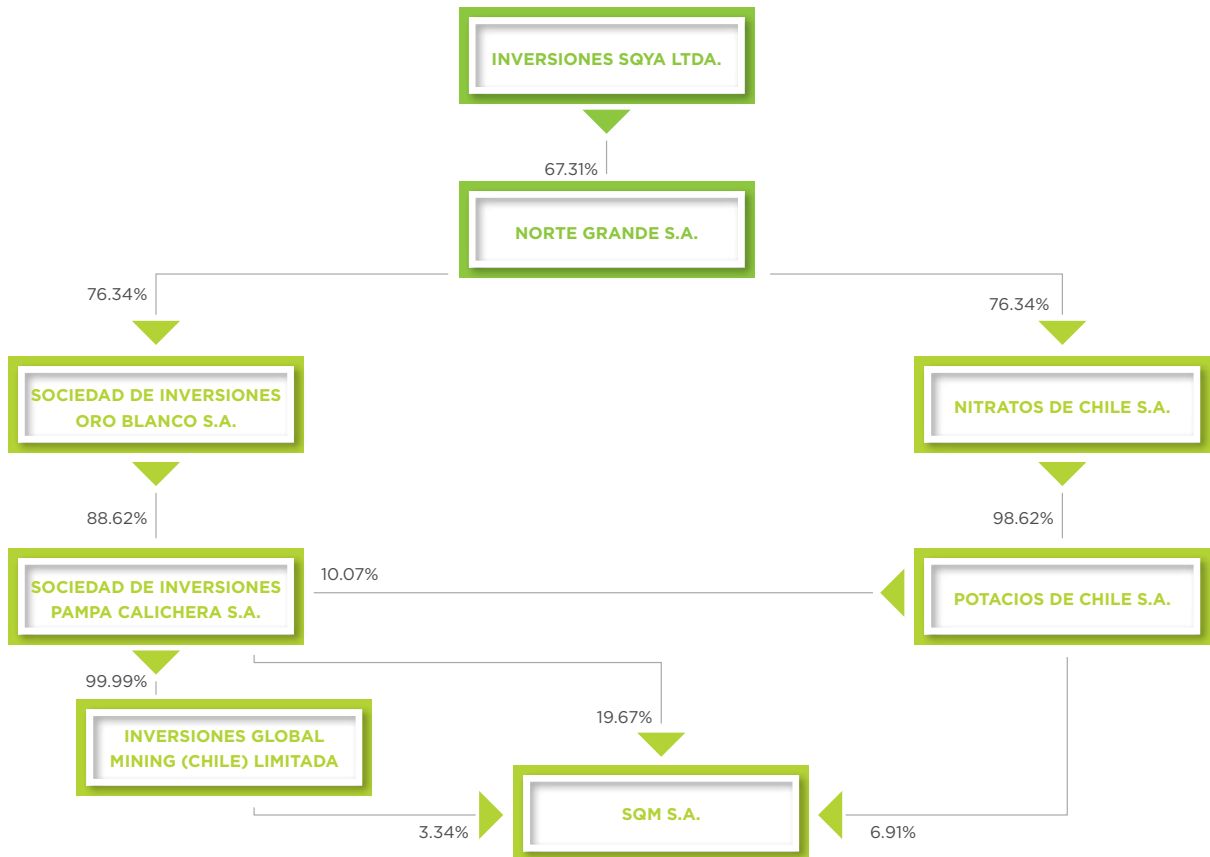 INVERSIONES SQYA LTDA.
67.31%
NORTE GRANDE S.A.
76.34%
76.34%
SOCIEDAD DE INVERSIONES
ORO BLANCO S.A.
NITRATOS DE CHILE S.A.
88.62%
98.62%
SOCIEDAD DE INVERSIONES
PAMPA CALICHERA S.A.
10.07%
POTACIOS DE CHILE S.A.
99.99%
INVERSIONES GLOBAL
MINING (CHILE) LIMITADA
19.67%
SQM S.A.
3.34%
6.91%